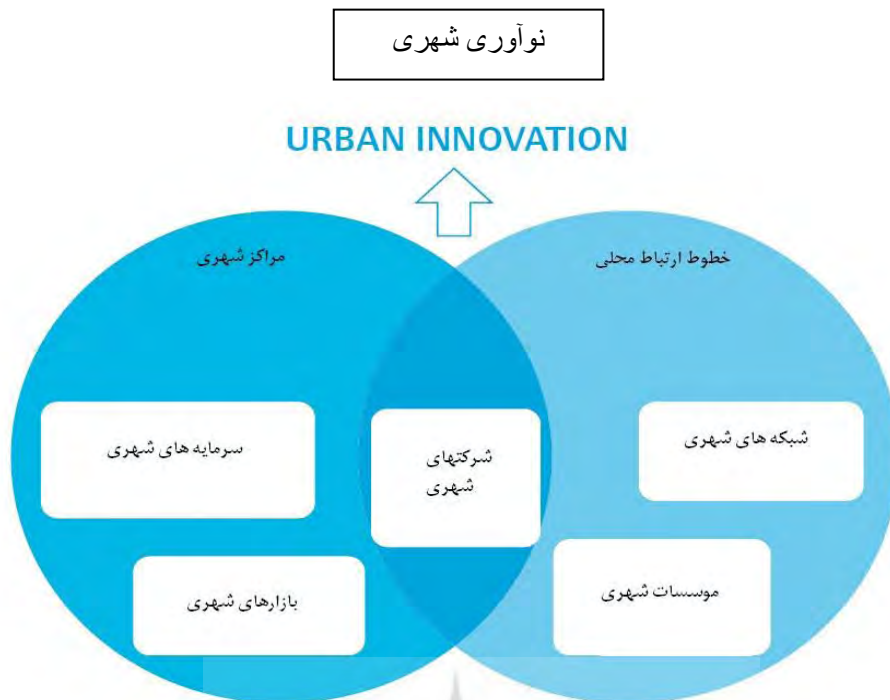 نوآوری شهری
URBAN INNOVATION
خطوط ارتباط محلی
مراکز شهری
شبکه های شهری
شرکتهای
شهری
سرمایه های شهری
موسسات شهری
بازارهای شهری